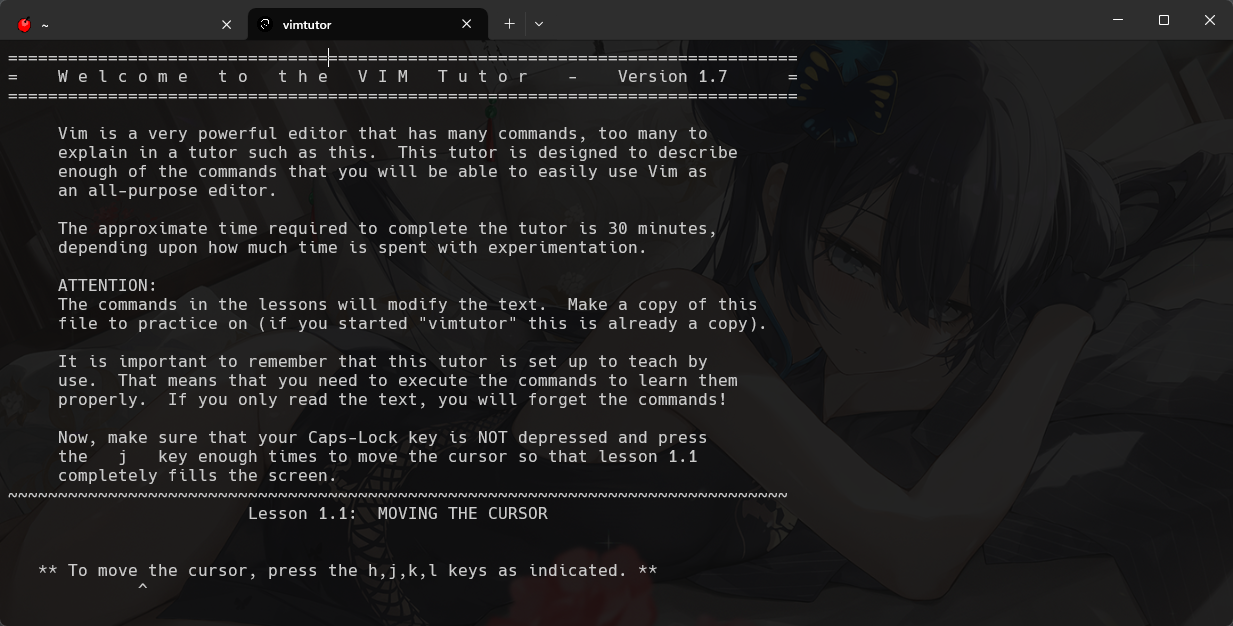 ~
vimtutor
===============================================================================
=    W e l c o m e   t o   t h e   V I M   T u t o r    -    Version 1.7      =
===============================================================================
Vim is a very powerful editor that has many commands, too many to
explain in a tutor such as this.  This tutor is designed to describe
enough of the commands that you will be able to easily use Vim as
an all-purpose editor.
The approximate time required to complete the tutor is 30 minutes,
depending upon how much time is spent with experimentation.
ATTENTION:
The commands in the lessons will modify the text.  Make a copy of this
file to practice on (if you started "vimtutor" this is already a copy).
It is important to remember that this tutor is set up to teach by
use.  That means that you need to execute the commands to learn them
properly.  If you only read the text, you will forget the commands!
Now, make sure that your Caps-Lock key is NOT depressed and press
the   j   key enough times to move the cursor so that lesson 1.1
completely fills the screen.
~~~~~~~~~~~~~~~~~~~~~~~~~~~~~~~~~~~~~~~~~~~~~~~~~~~~~~~~~~~~~~~~~~~~~~~~~~~~~~
Lesson 1.1:  MOVING THE CURSOR
** To move the cursor, press the h,j,k,l keys as indicated. **
^